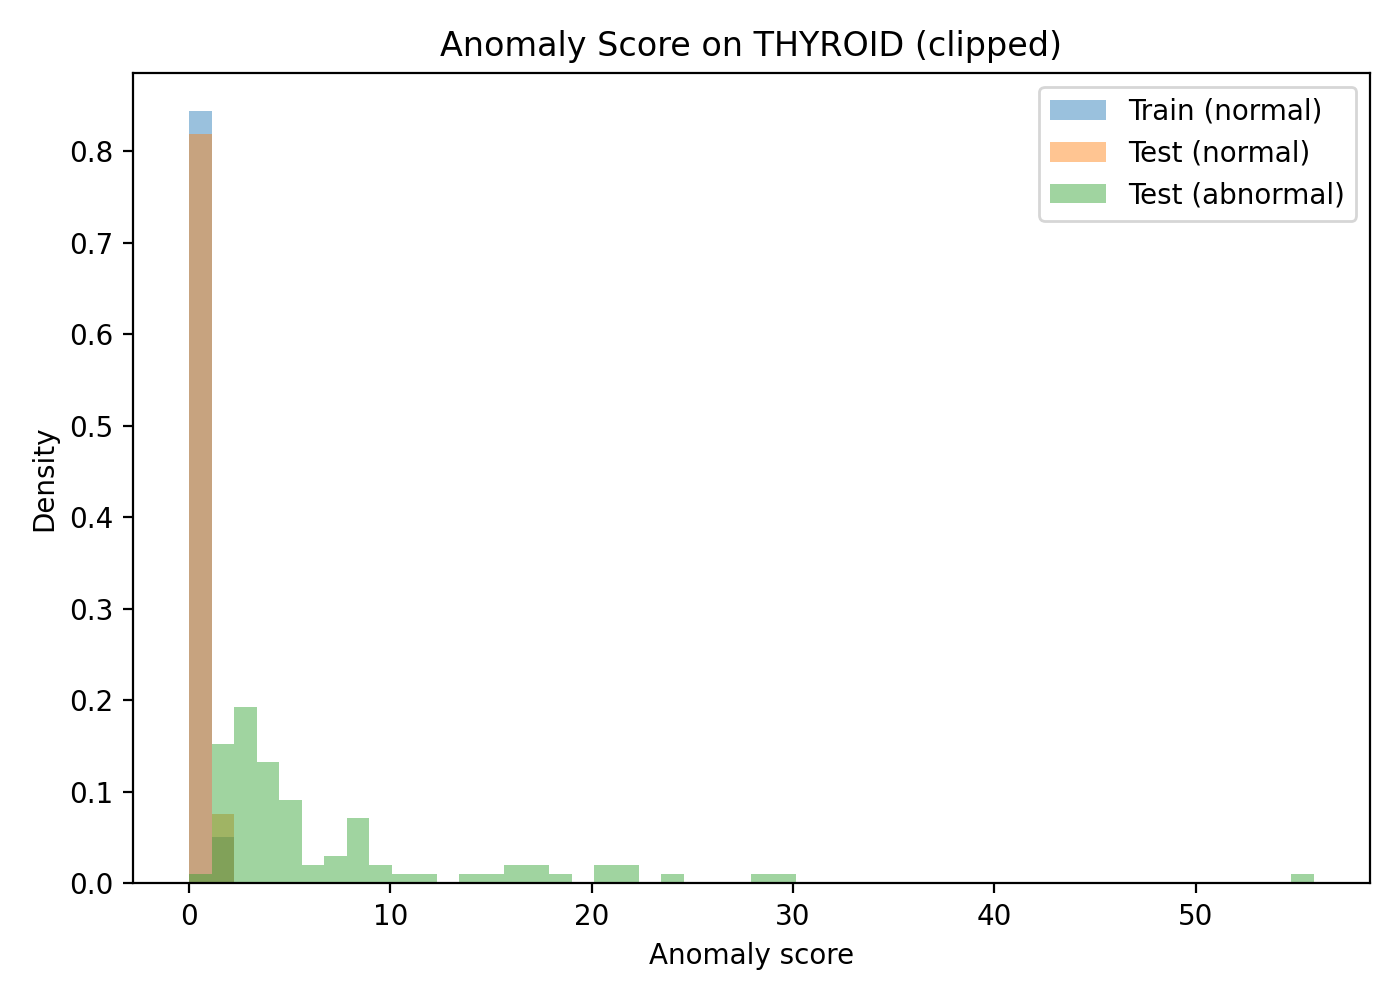 Anomaly Score on THYROID (clipped)
Train (normal)
Test (normal)
Test (abnormal)
Density
0.8
0.7
0.6
0.5
0.4
0.3
0.2
0.1
0.0
0 10 20 30 40 50
Anomaly score